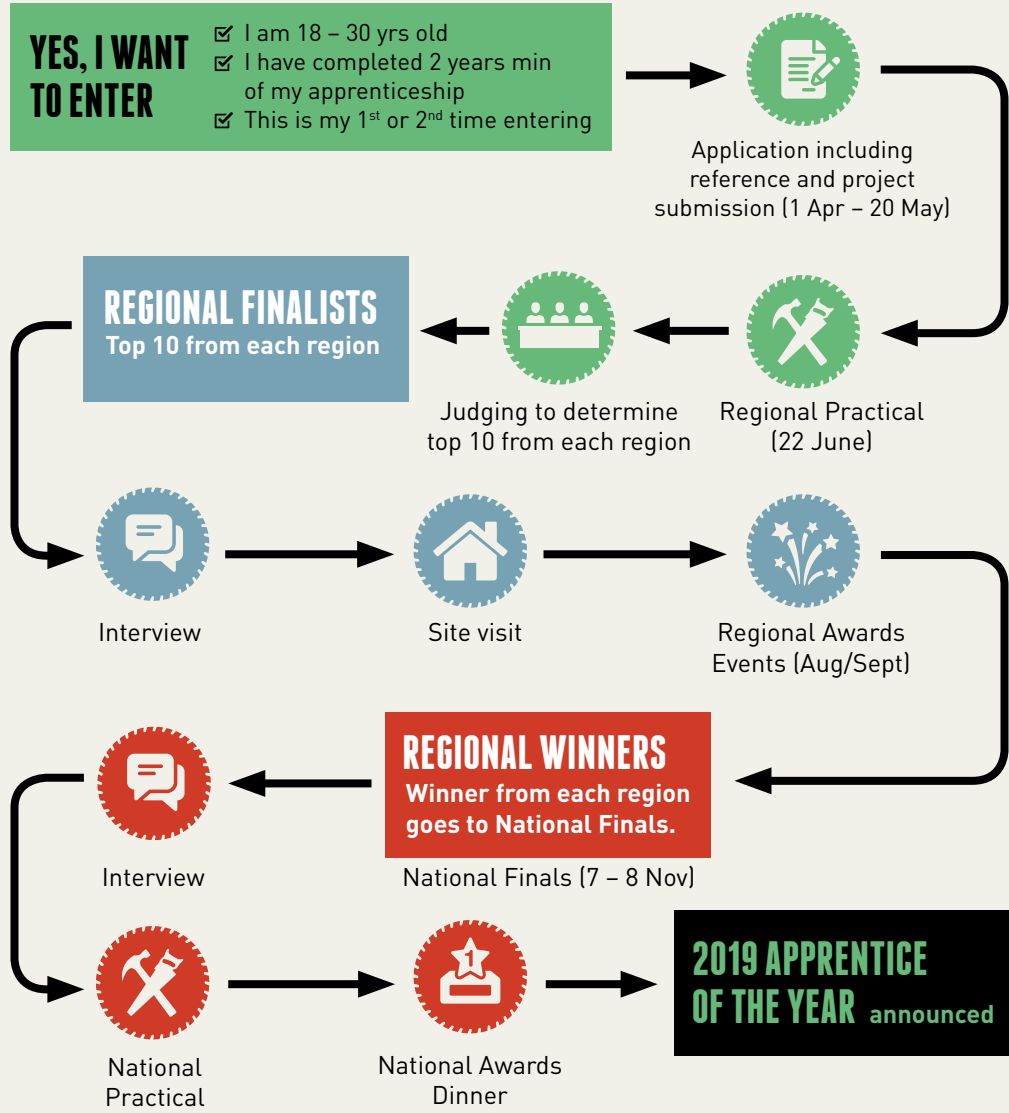 YES, I WANT
TO ENTER
I am 18 – 30 yrs old
I have completed 2 years min
of my apprenticeship
This is my 1st or 2nd time entering
Application including
reference and project
submission (1 Apr – 20 May)
Regional Practical
(22 June)
Judging to determine
top 10 from each region
REGIONAL FINALISTS
Top 10 from each region
Interview
Site visit
Regional Awards
Events (Aug/Sept)
REGIONAL WINNERS
Winner from each region
goes to National Finals.
National Finals (7 – 8 Nov)
Interview
National
Practical
1
National Awards
Dinner
2019 APPRENTICE
OF THE YEAR announced